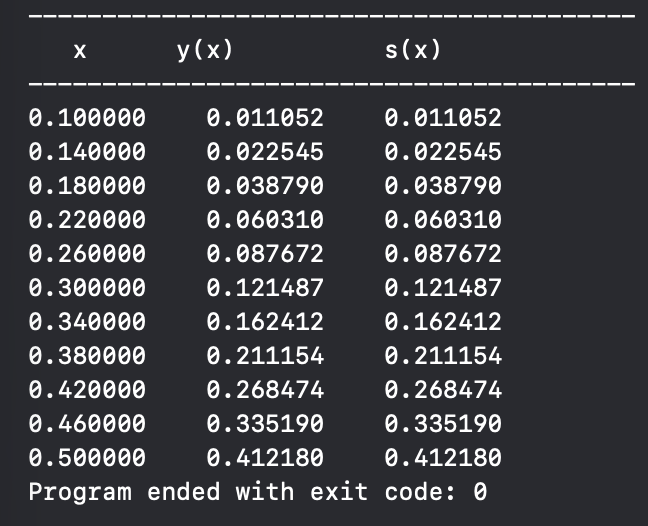 -----------------------------------------
x y(x) s(x)
-----------------------------------------
0.100000 0.011052 0.011052
0.140000 0.022545 0.022545
0.180000 0.038790 0.038790
0.220000 0.060310 0.060310
0.260000 0.087672 0.087672
0.300000 0.121487 0.121487
0.340000 0.162412 0.162412
0.380000 0.211154 0.211154
0.420000 0.268474 0.268474
0.460000 0.335190 0.335190
0.500000 0.412180 0.412180
Program ended with exit code: 0